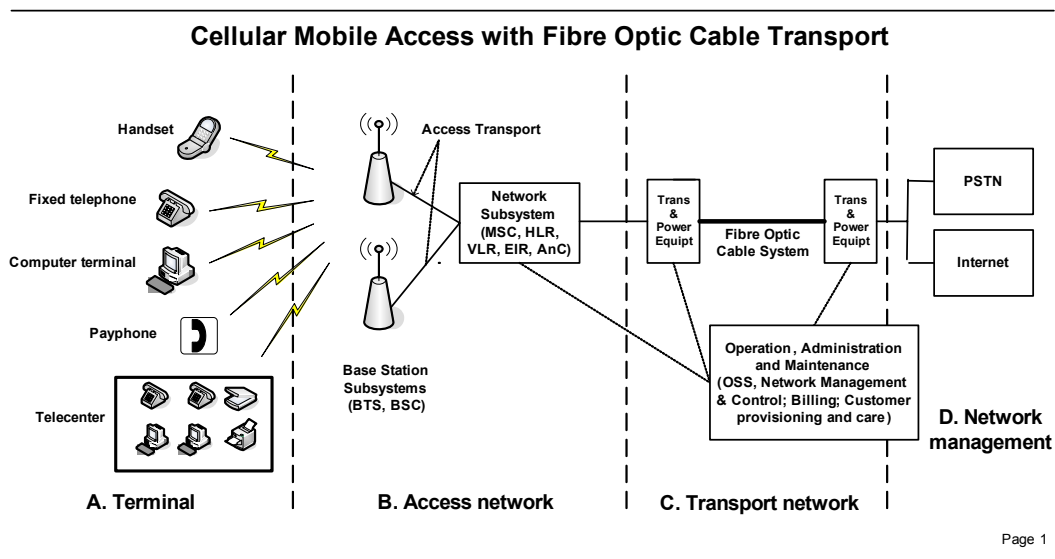 Cellular Mobile Access with Fibre Optic Cable Transport
Handset
Fixed telephone
Computer terminal
Payphone
Telecenter
A. Terminal
Access Transport
Network
Subsystem
(MSC, HLR,
VLR, EIR, AnC)
Base Station
Subsystems
(BTS, BSC)
B. Access network
Trans
&
Power
Equipt
Fibre Optic
Cable System
Trans
&
Power
Equipt
Operation, Administration
and Maintenance
(OSS, Network Management
& Control; Billing; Customer
provisioning and care)
C. Transport network
PSTN
Internet
D. Network
management
Page 1